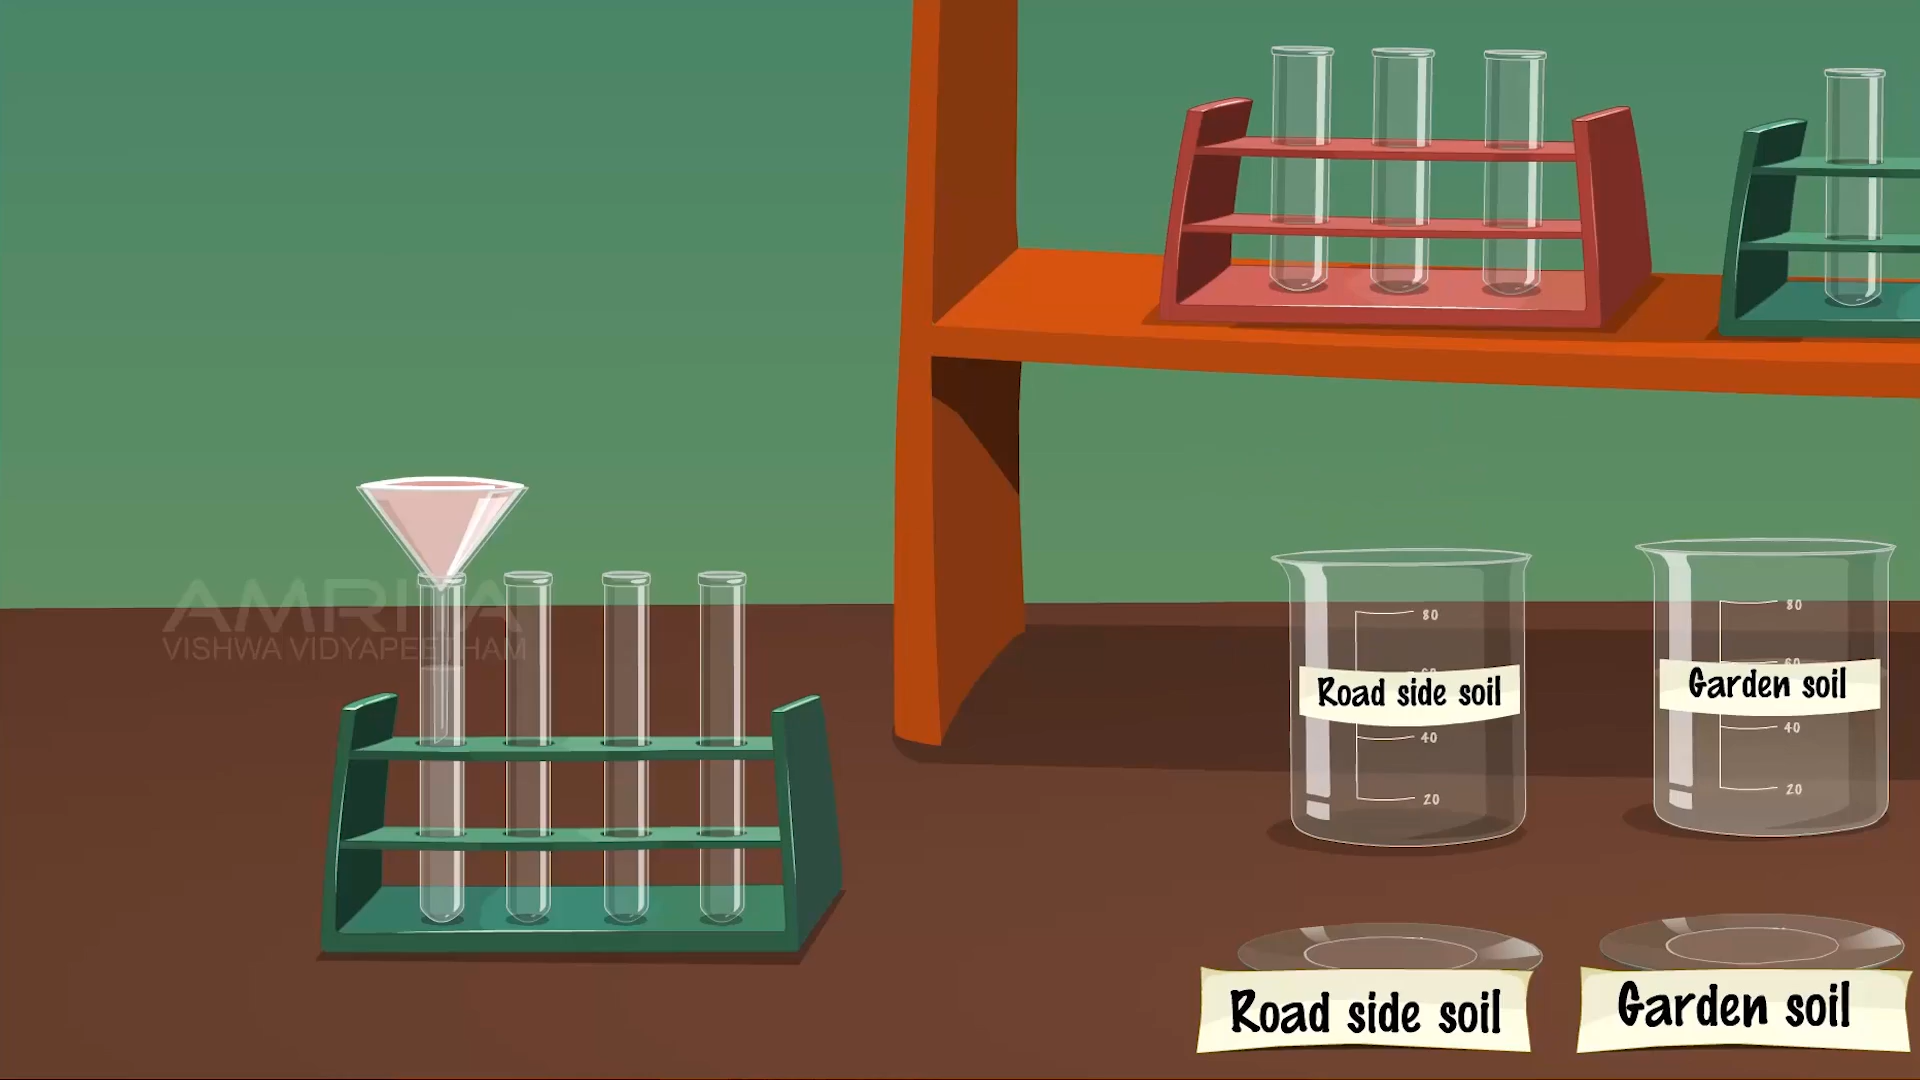 AMRITA
VISHWA VIDYAPEETHAM
80
Road side soil
40
20
80
60
Garden soil
40
20
Road side soil
Garden soil